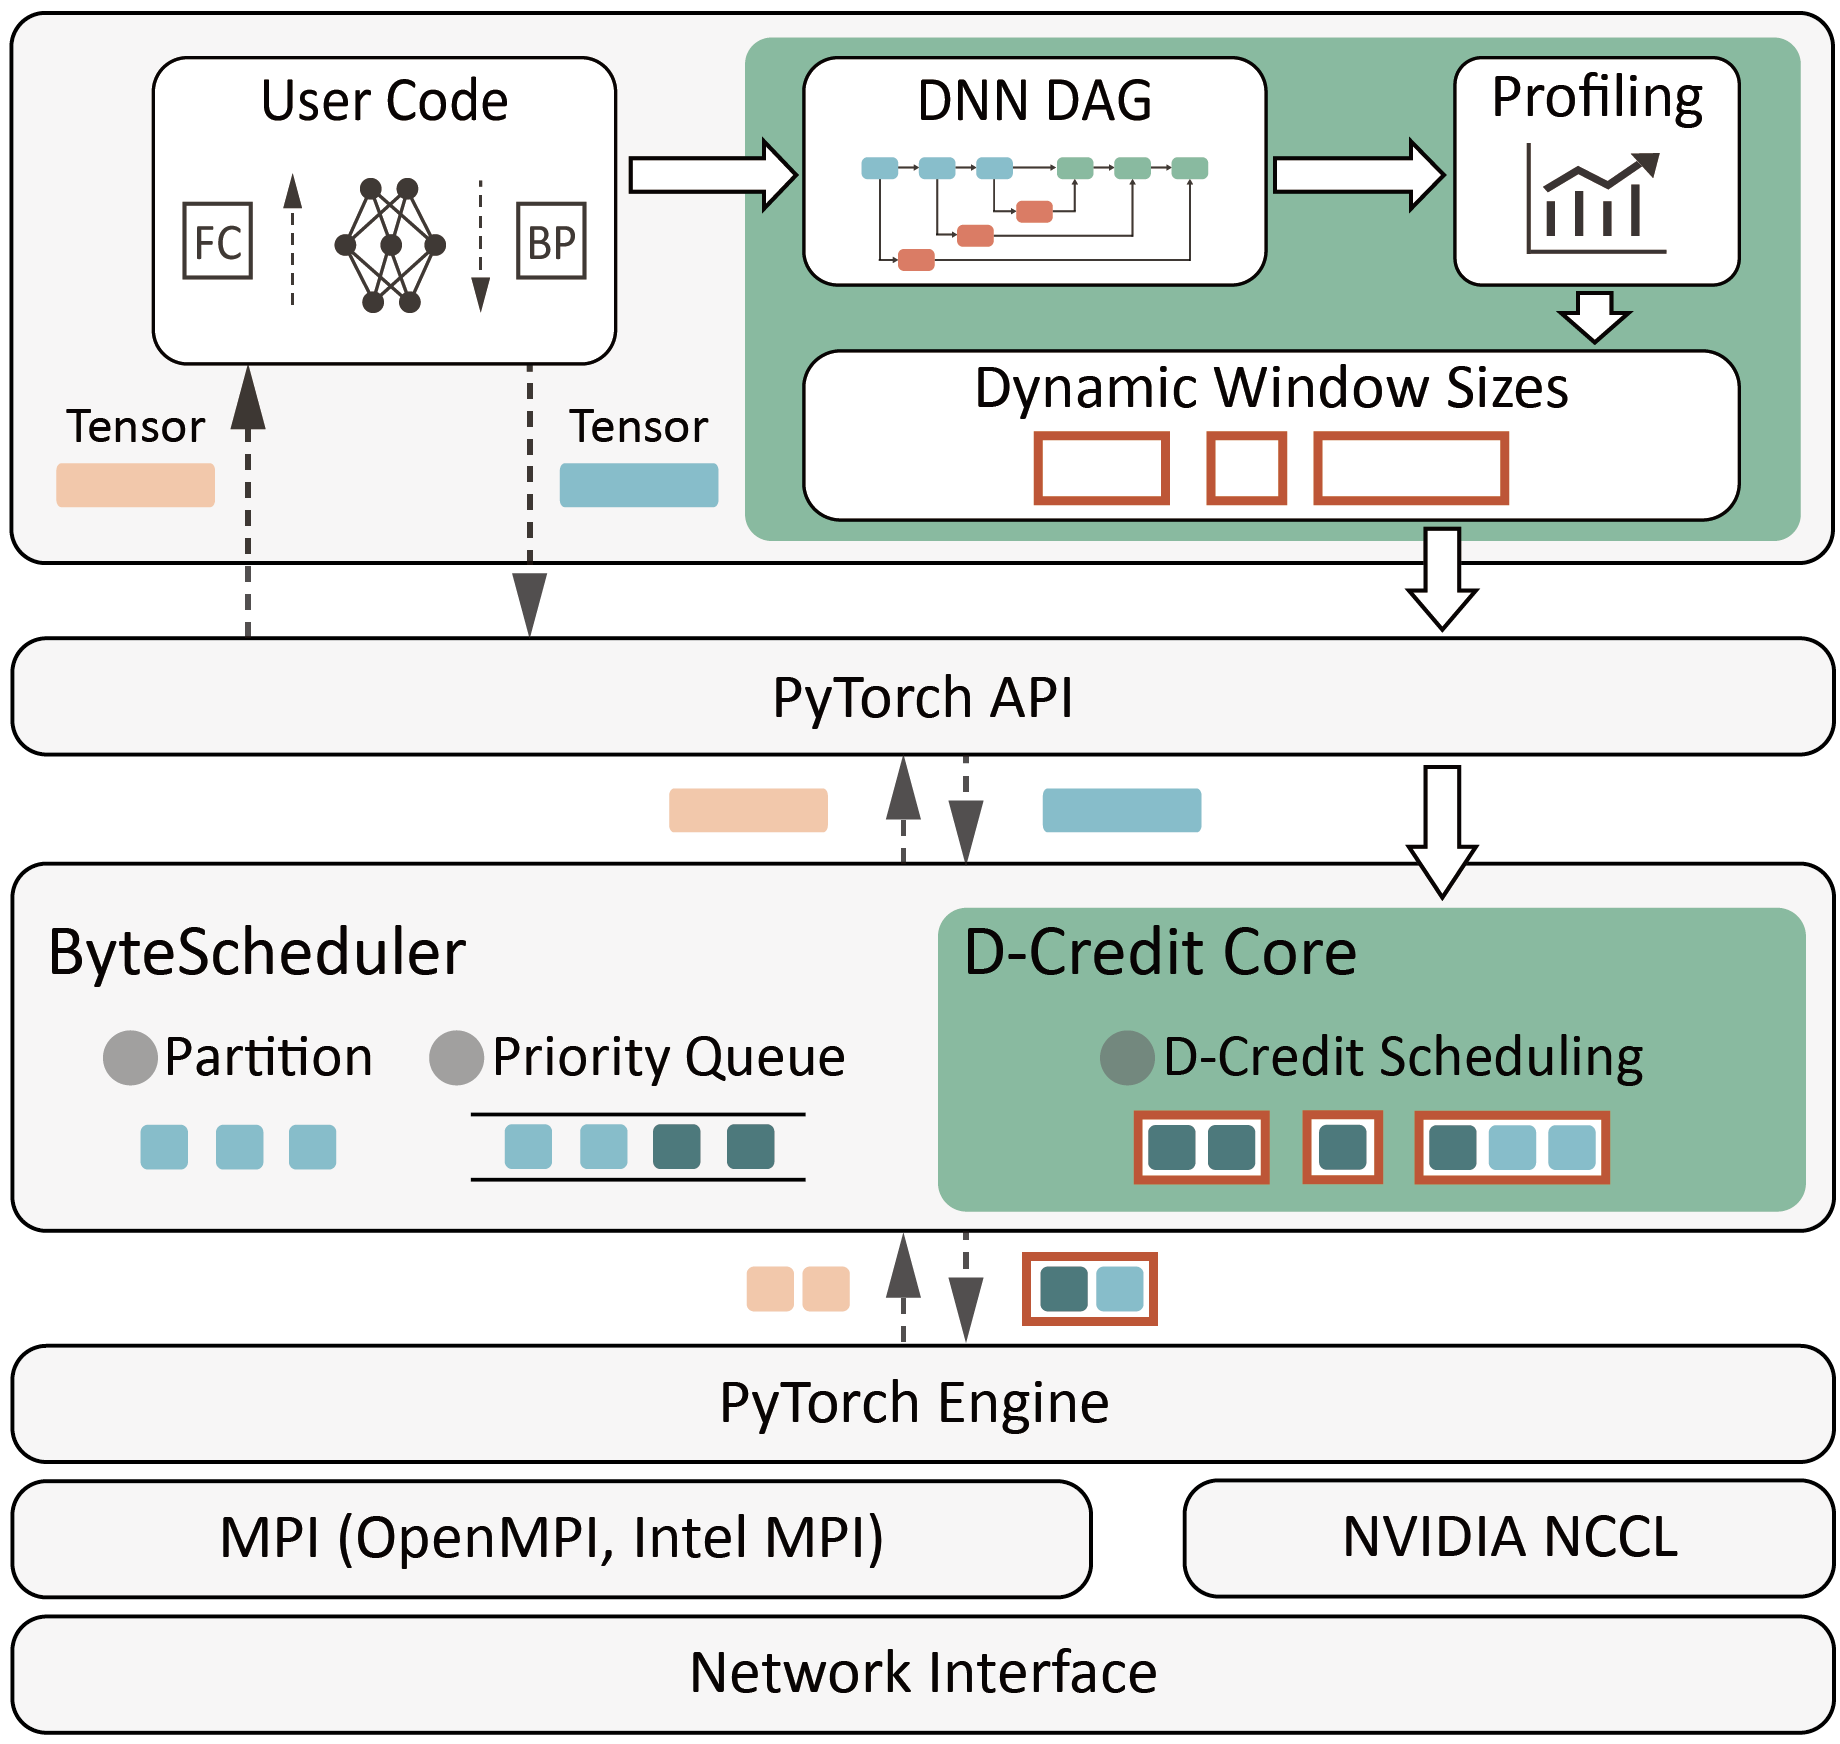 User Code
FC
BP
DNN DAG
Profiling
Dynamic Window Sizes
Tensor
Tensor
PyTorch API
ByteScheduler
Partition
Priority Queue
D-Credit Core
D-Credit Scheduling
PyTorch Engine
MPI (OpenMPI, Intel MPI)
NVIDIA NCCL
Network Interface